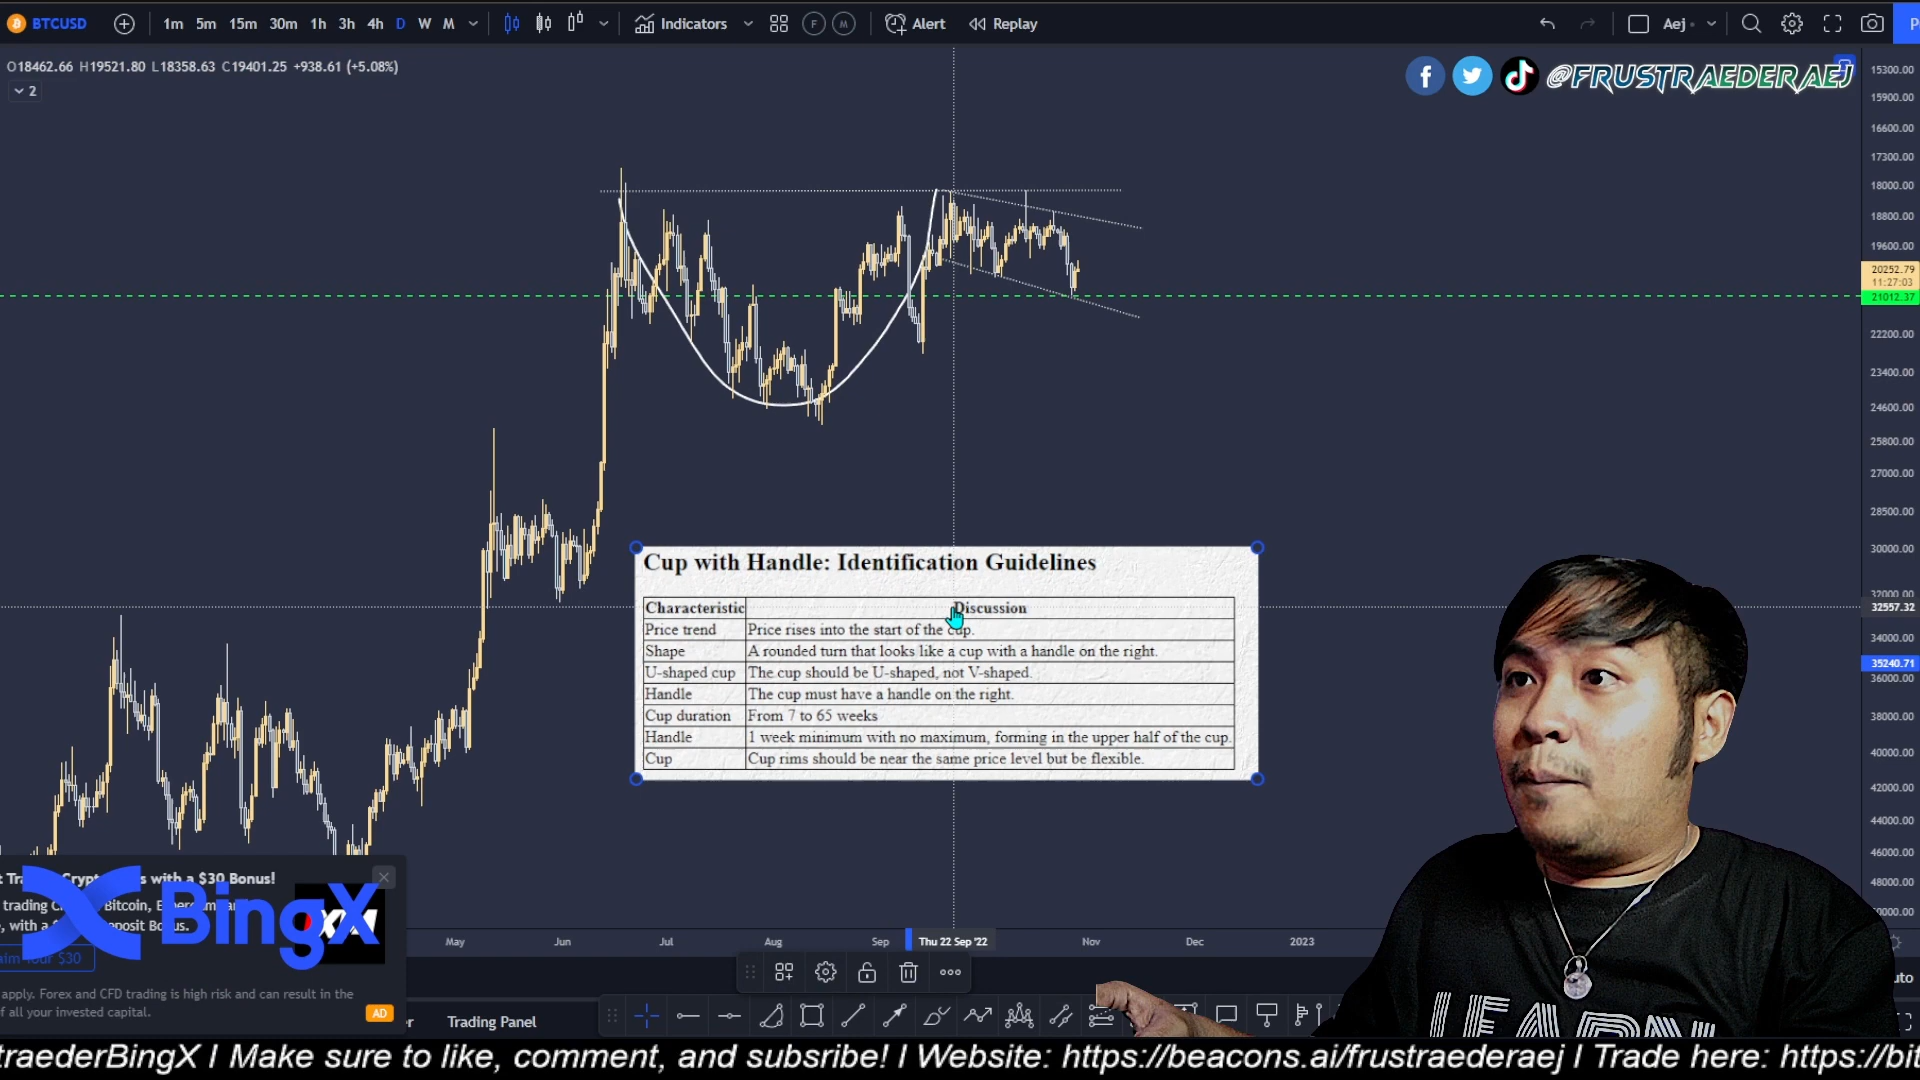 BTCUSD 1m 5m 15m 30m 1h 3h 4h D W M Indicators F M Alert Replay Aej
O18462.66 H19521.80 L18358.63 C19401.25 +938.61 (+5.08%)
2
@FRUSTRAEDERAEJ
15300.00
15900.00
16600.00
17300.00
18000.00
18800.00
19600.00
20252.79
11:27:03
21012.37
22200.00
23400.00
24600.00
25800.00
27000.00
28500.00
30000.00
32000.00
32557.32
34000.00
35240.71
36000.00
38000.00
40000.00
42000.00
44000.00
46000.00
48000.00
Cup with Handle: Identification Guidelines
Characteristic Discussion
Price trend Price rises into the start of the cup.
Shape A rounded turn that looks like a cup with a handle on the right.
U-shaped cup The cup should be U-shaped, not V-shaped.
Handle The cup must have a handle on the right.
Cup duration From 7 to 65 weeks
Handle 1 week minimum with no maximum, forming in the upper half of the cup.
Cup Cup rims should be near the same price level but be flexible.
s with a $30 Bonus!
trading Bitcoin,
with a
BingX
$30
apply. Forex and CFD trading is high risk and can result in the
f all your invested capital.
AD
May Jun Jul Aug Sep Thu 22 Sep '22 Nov Dec 2023
uto
Trading Panel
LEARN
traederBingX I Make sure to like, comment, and subsribe! I Website: https://beacons.ai/frustraederaej I Trade here: https://bit